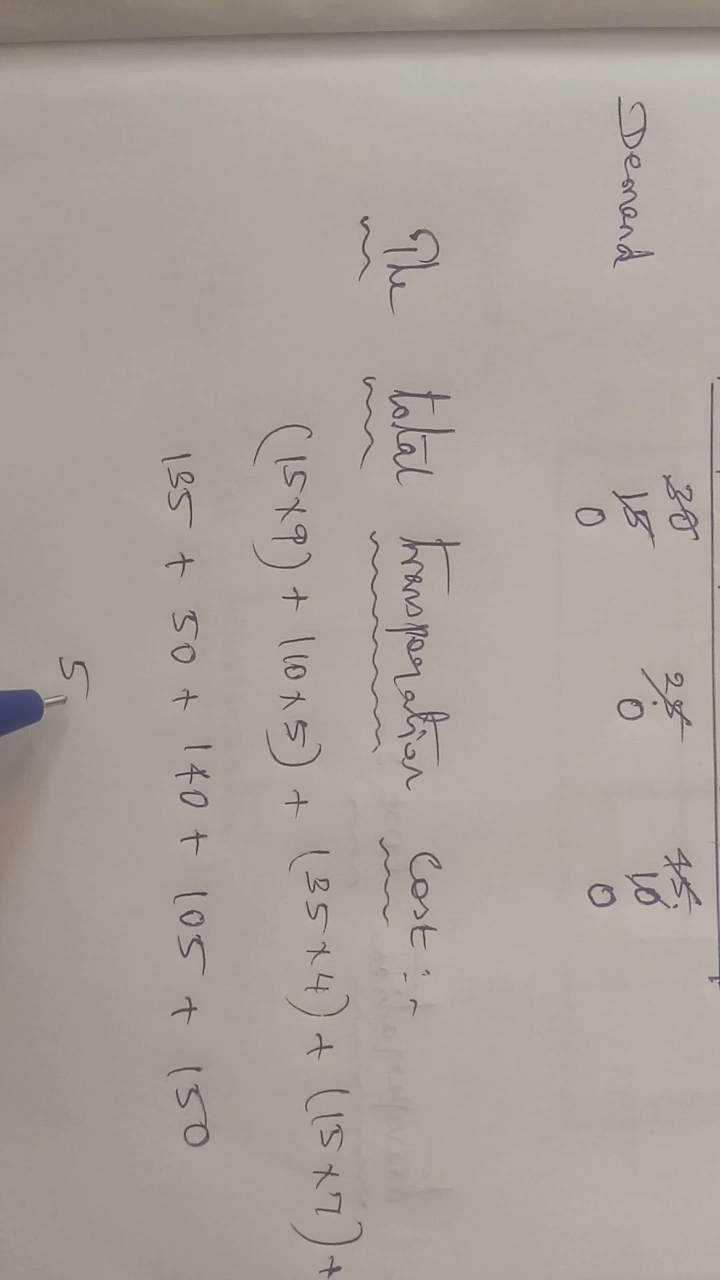 Demand 30 25 45
15 0 10
0 0
The total transporation Cost :-
(15×9) + (10×5) + (35×4) + (15×7) +
135 + 50 + 140 + 105 + 150
5